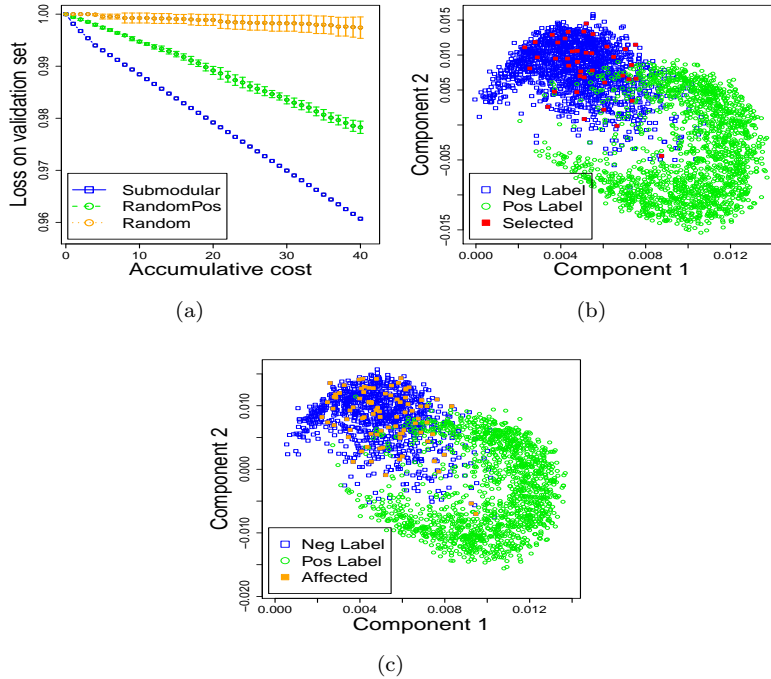 1.00
0.99
0.98
0.97
0.96
Loss on validation set
Submodular
RandomPos
Random
0 10 20 30 40
Accumulative cost
(a)
0.015
0.010
0.005
−0.005
−0.015
Component 2
Neg Label
Pos Label
Selected
0.000 0.004 0.008 0.012
Component 1
(b)
0.010
0.000
−0.010
−0.020
Component 2
Neg Label
Pos Label
Affected
0.000 0.004 0.008 0.012
Component 1
(c)